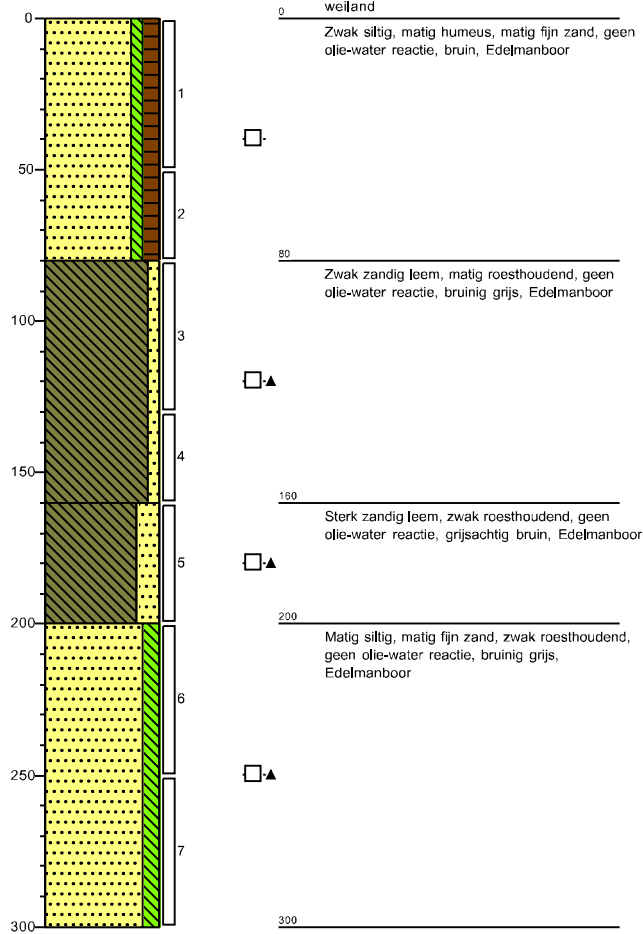 weiland
0
0
Zwak siltig, matig humeus, matig fijn zand, geen
olie-water reactie, bruin, Edelmanboor
1
50
2
80
Zwak zandig leem, matig roesthoudend, geen
olie-water reactie, bruinig grijs, Edelmanboor
100
3
4
150
160
Sterk zandig leem, zwak roesthoudend, geen
olie-water reactie, grijsachtig bruin, Edelmanboor
5
200
200
Matig siltig, matig fijn zand, zwak roesthoudend,
geen olie-water reactie, bruinig grijs,
Edelmanboor
6
250
7
300
300